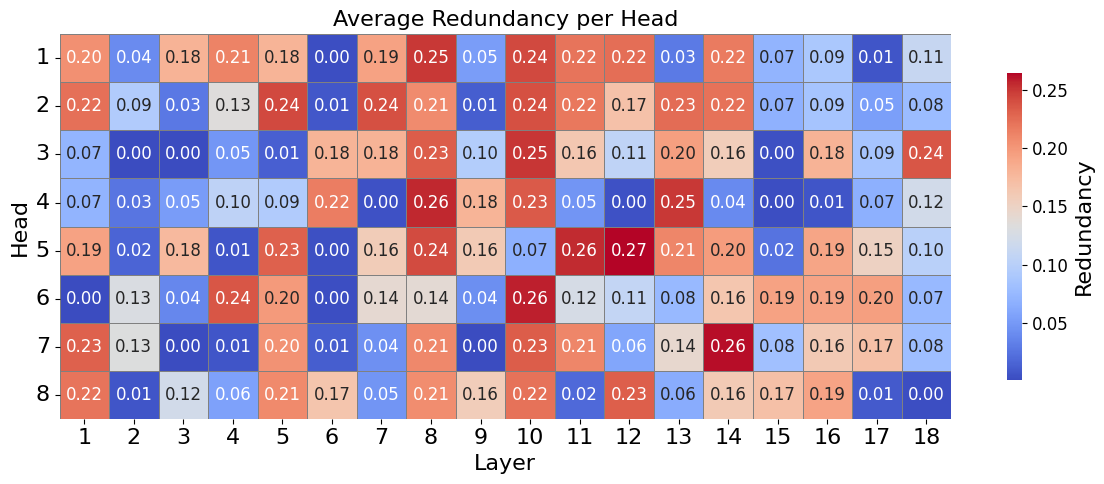 Average Redundancy per Head
1 0.20 0.04 0.18 0.21 0.18 0.00 0.19 0.25 0.05 0.24 0.22 0.22 0.03 0.22 0.07 0.09 0.01 0.11
2 0.22 0.09 0.03 0.13 0.24 0.01 0.24 0.21 0.01 0.24 0.22 0.17 0.23 0.22 0.07 0.09 0.05 0.08
3 0.07 0.00 0.00 0.05 0.01 0.18 0.18 0.23 0.10 0.25 0.16 0.11 0.20 0.16 0.00 0.18 0.09 0.24
4 0.07 0.03 0.05 0.10 0.09 0.22 0.00 0.26 0.18 0.23 0.05 0.00 0.25 0.04 0.00 0.01 0.07 0.12
5 0.19 0.02 0.18 0.01 0.23 0.00 0.16 0.24 0.16 0.07 0.26 0.27 0.21 0.20 0.02 0.19 0.15 0.10
6 0.00 0.13 0.04 0.24 0.20 0.00 0.14 0.14 0.04 0.26 0.12 0.11 0.08 0.16 0.19 0.19 0.20 0.07
7 0.23 0.13 0.00 0.01 0.20 0.01 0.04 0.21 0.00 0.23 0.21 0.06 0.14 0.26 0.08 0.16 0.17 0.08
8 0.22 0.01 0.12 0.06 0.21 0.17 0.05 0.21 0.16 0.22 0.02 0.23 0.06 0.16 0.17 0.19 0.01 0.00
1 2 3 4 5 6 7 8 9 10 11 12 13 14 15 16 17 18
Layer
Head
0.25
0.20
0.15
0.10
0.05
Redundancy